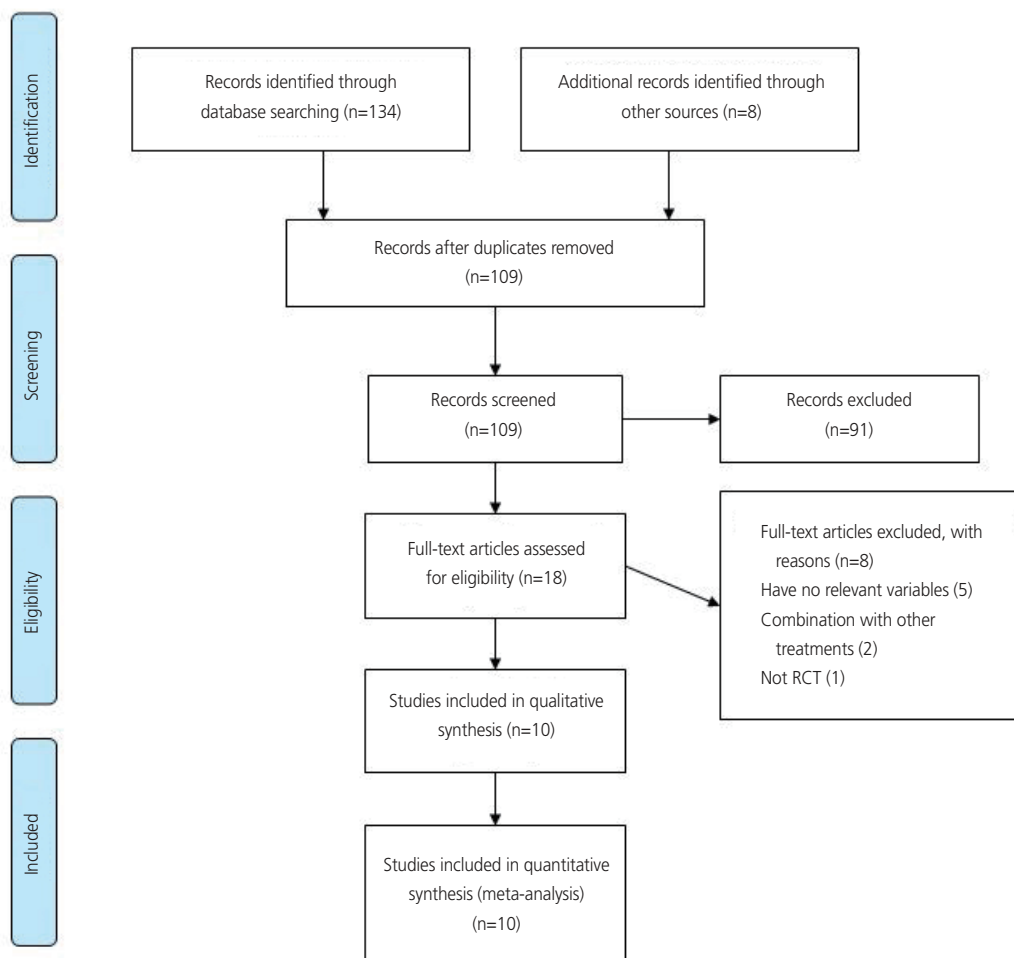 Identification
Records identified through
database searching (n=134)
Additional records identified through
other sources (n=8)
Records after duplicates removed
(n=109)
Screening
Records screened
(n=109)
Records excluded
(n=91)
Eligibility
Full-text articles assessed
for eligibility (n=18)
Full-text articles excluded, with
reasons (n=8)
Have no relevant variables (5)
Combination with other
treatments (2)
Not RCT (1)
Studies included in qualitative
synthesis (n=10)
Included
Studies included in quantitative
synthesis (meta-analysis)
(n=10)